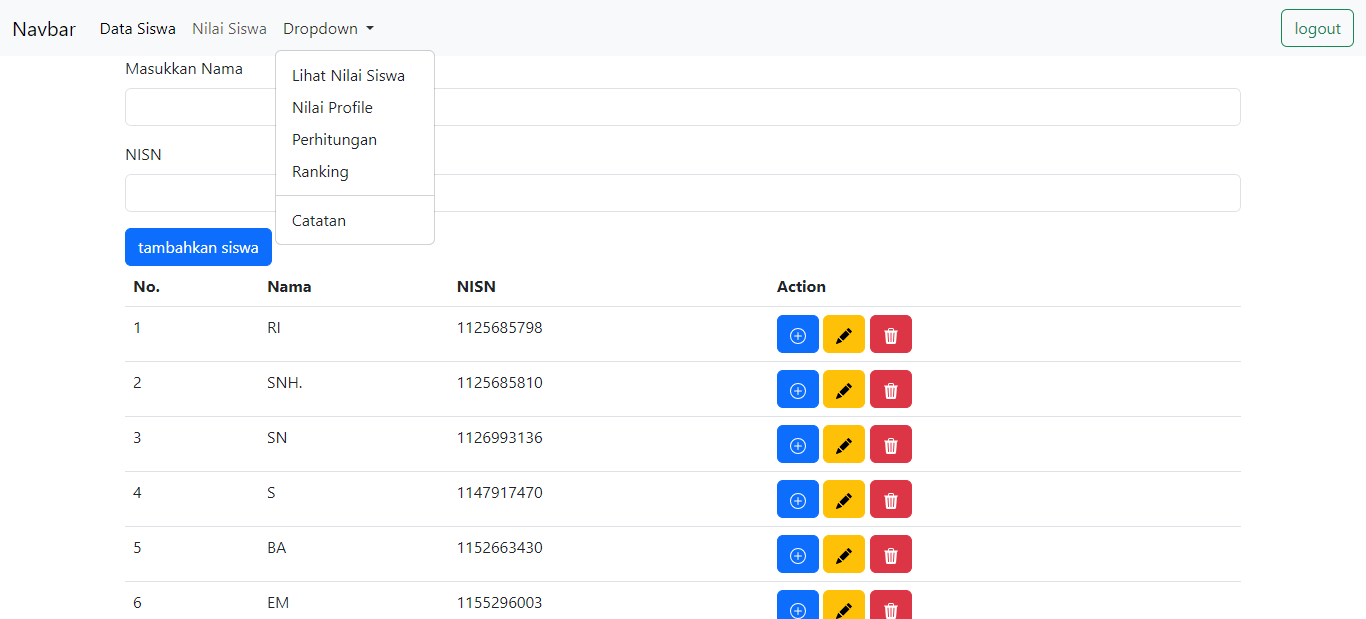 Navbar Data Siswa Nilai Siswa Dropdown logout
Lihat Nilai Siswa
Nilai Profile
Perhitungan
Ranking
Catatan
Masukkan Nama
NISN
tambahkan siswa
No. Nama NISN Action
1 RI 1125685798
2 SNH. 1125685810
3 SN 1126993136
4 S 1147917470
5 BA 1152663430
6 EM 1155296003